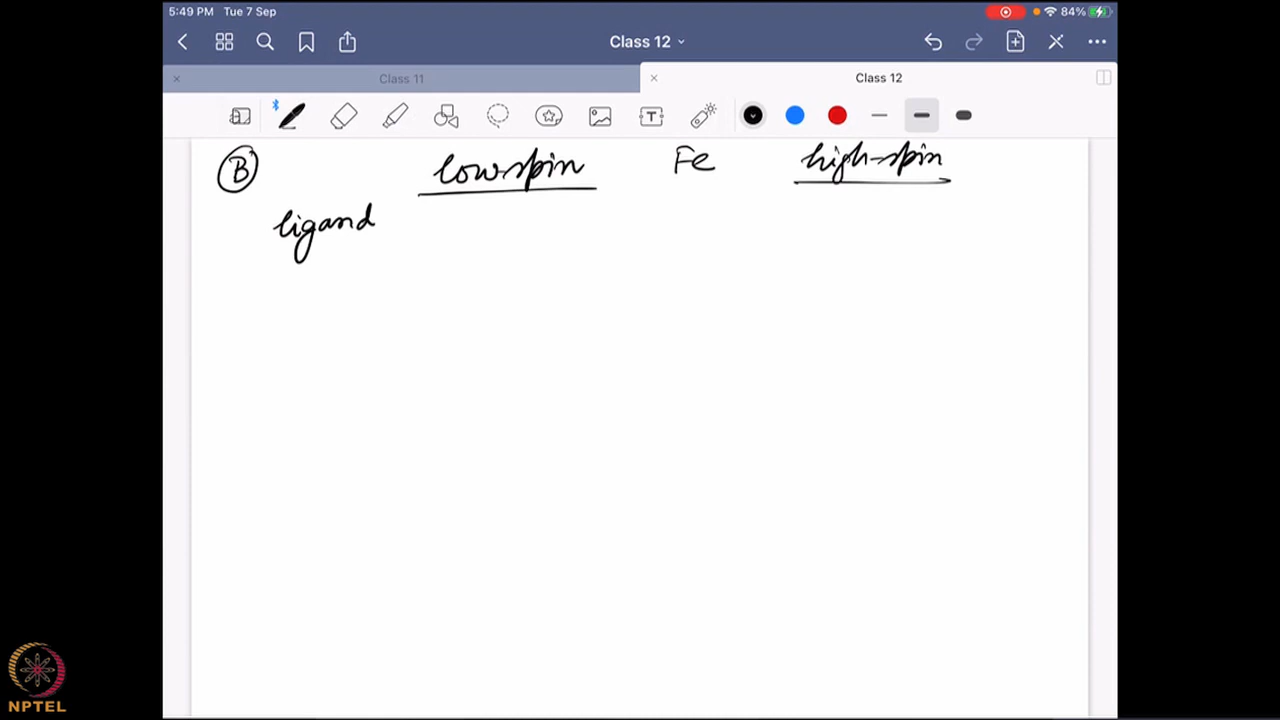 5:49 PM Tue 7 Sep 84%
Class 12
Class 11 Class 12
T
B low-spin Fe high-spin
ligand
NPTEL